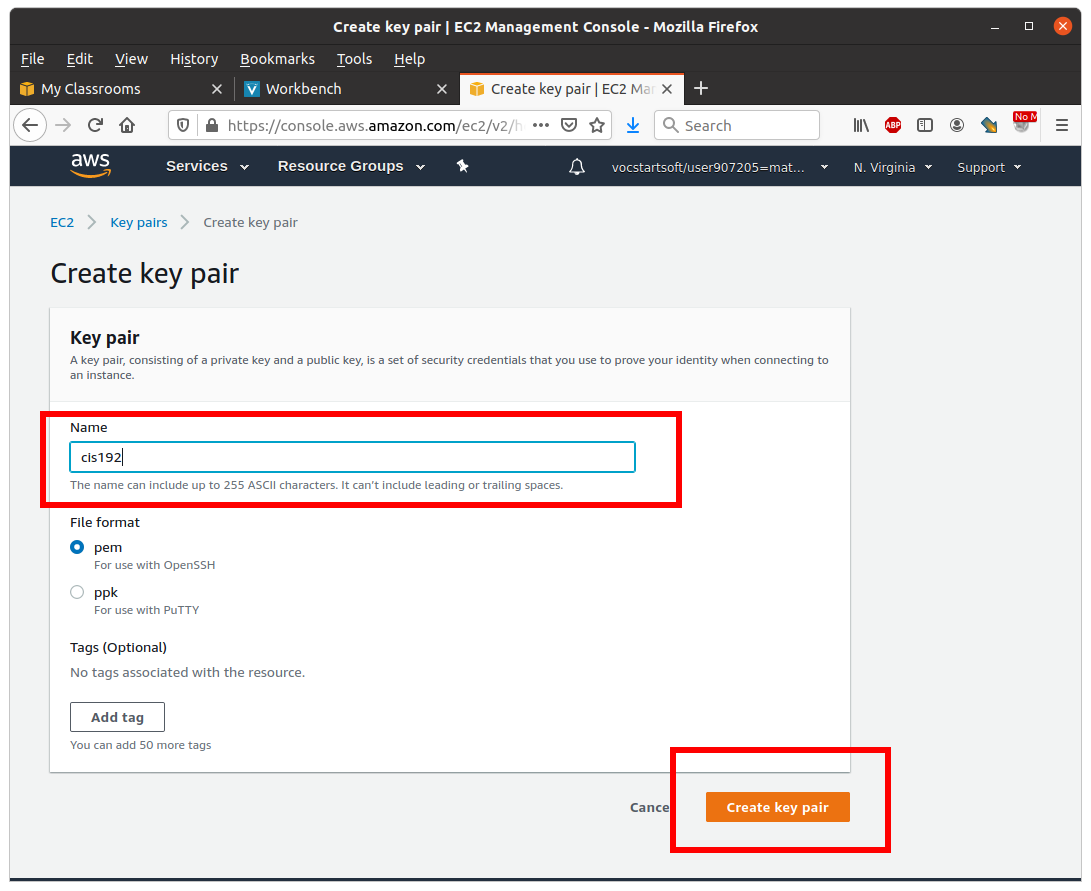 Create key pair | EC2 Management Console - Mozilla Firefox
File Edit View History Bookmarks Tools Help
My Classrooms
Workbench
Create key pair | EC2 Mar
https://console.aws.amazon.com/ec2/v2/h
Search
ABP
No M
aws
Services
Resource Groups
vocstartsoft/user907205=mat...
N. Virginia
Support
EC2
Key pairs
Create key pair
Create key pair
Key pair
A key pair, consisting of a private key and a public key, is a set of security credentials that you use to prove your identity when connecting to
an instance.
Name
cis192
The name can include up to 255 ASCII characters. It can't include leading or trailing spaces.
File format
pem
For use with OpenSSH
ppk
For use with PuTTY
Tags (Optional)
No tags associated with the resource.
Add tag
You can add 50 more tags
Cance
Create key pair